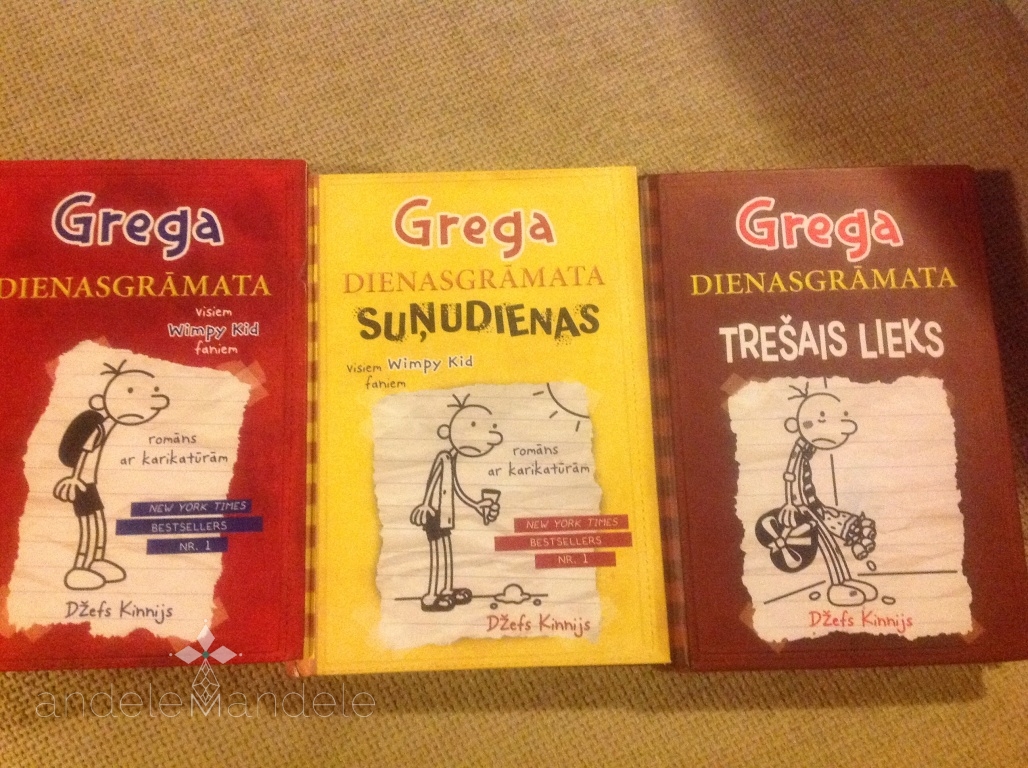 Grega
DIENASGRĀMATA
visiem
Wimpy Kid
faniem
romāns
ar karikatūrām
NEW YORK TIMES
BESTSELLERS
NR. 1
Džefs Kinnijs
Grega
DIENASGRĀMATA
SUŅUDIENAS
visiem Wimpy Kid
faniem
romāns
ar karikatūrām
NEW YORK TIMES
BESTSELLERS
NR. 1
Džefs Kinnijs
Grega
DIENASGRĀMATA
TREŠAIS LIEKS
Džefs Kinnijs
andeleMandele